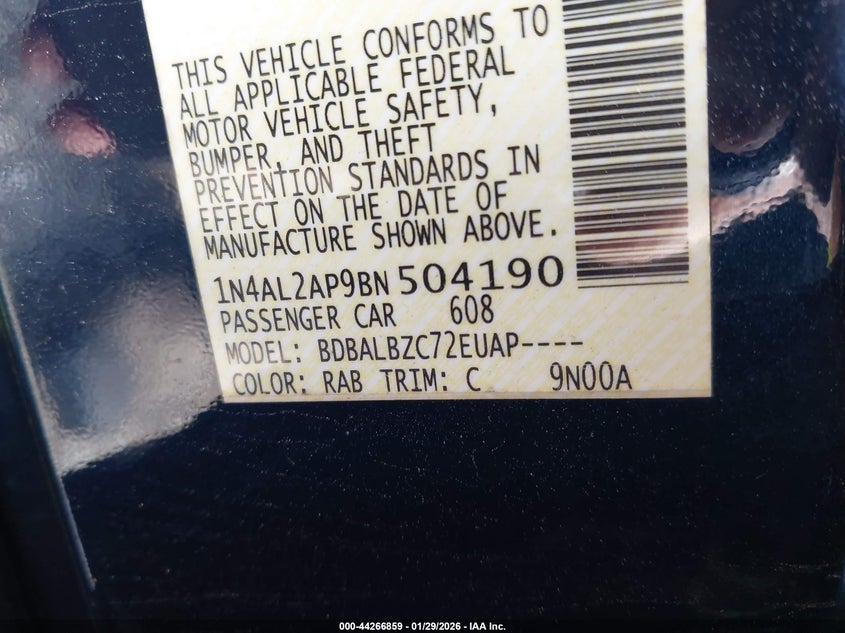 THIS VEHICLE CONFORMS TO
ALL APPLICABLE FEDERAL
MOTOR VEHICLE SAFETY,
BUMPER, AND THEFT
PREVENTION STANDARDS IN
EFFECT ON THE DATE OF
MANUFACTURE SHOWN ABOVE.
1N4AL2AP9BN 504190
PASSENGER CAR 608
MODEL: BDBALBZC72EUAP----
COLOR: RAB TRIM: C 9N00A
000-44266859 - 01/29/2026 - IAA Inc.